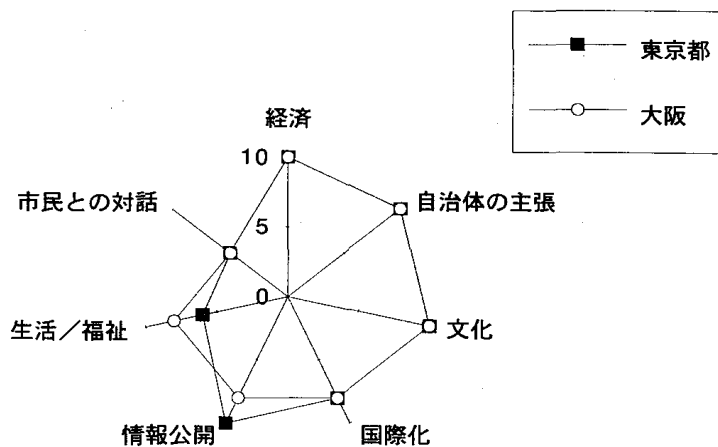 東京都
大阪
経済
10
自治体の主張
市民との対話
5
0
生活／福祉
文化
情報公開
国際化